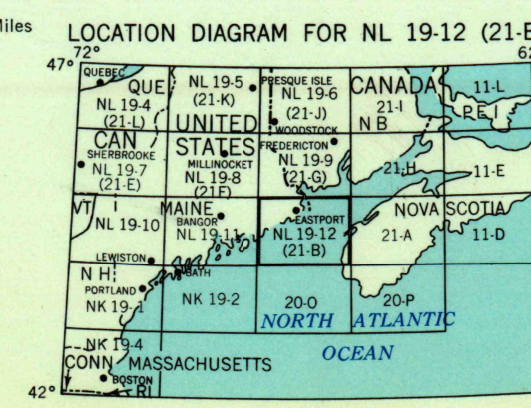 Miles
LOCATION DIAGRAM FOR NL 19-12 (21-B
72°
62
47°
QUEBEC
QUE
NL 19-5
PRESQUE ISLE
CANADA
11-L
NL 19-4
(21-K)
NL 19-6
21-I
P E I
(21-L)
UNITED
(21-J)
N B
CAN
WOODSTOCK
SHERBROOKE
STATES
FREDERICTON
NL 19-7
MILLINOCKET
NL 19-9
21-H
11-E
(21-E)
NL 19-8
(21-G)
(21F)
VT
MAINE
EASTPORT
NOVA SCOTIA
NL 19-10
BANGOR
NL 19-11
NL 19-12
21-A
11-D
(21-B)
LEWISTON
N H
BATH
PORTLAND
NK 19-1
NK 19-2
20-O
20-P
NORTH ATLANTIC
OCEAN
NK 19-4
CONN
MASSACHUSETTS
BOSTON
42°
RI